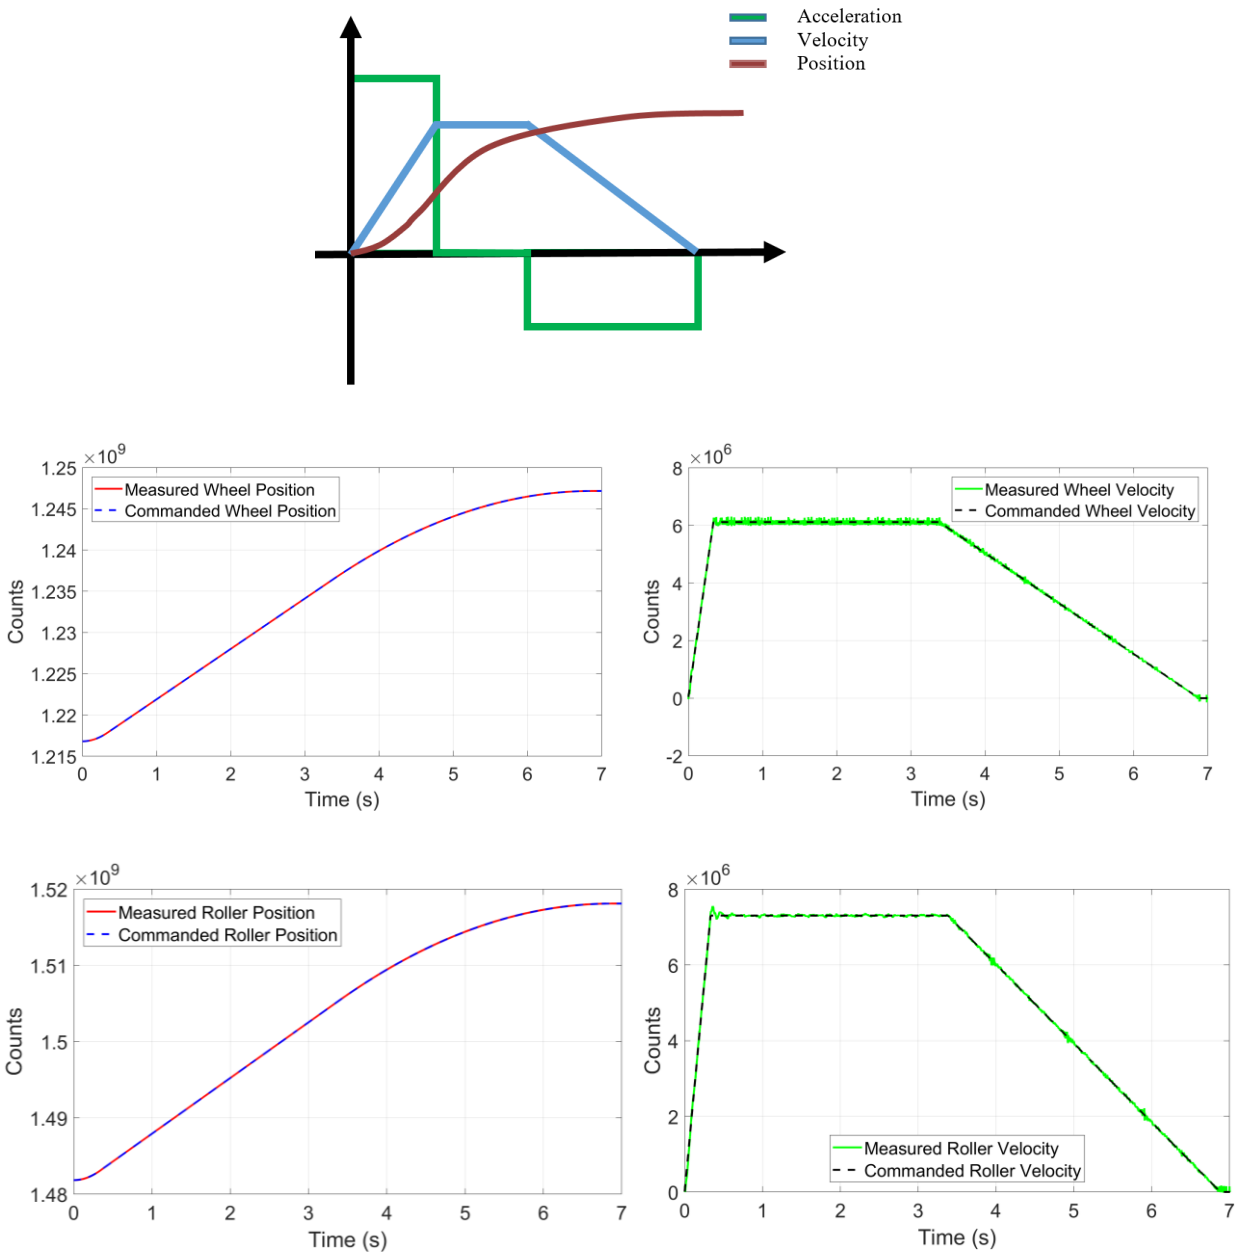 Acceleration
Velocity
Position
×10^9
1.25
1.245
1.24
1.235
1.23
1.225
1.22
1.215
Counts
Measured Wheel Position
Commanded Wheel Position
0 1 2 3 4 5 6 7
Time (s)
×10^6
8
6
4
2
0
-2
Counts
Measured Wheel Velocity
Commanded Wheel Velocity
0 1 2 3 4 5 6 7
Time (s)
×10^9
1.52
1.51
1.5
1.49
1.48
Counts
Measured Roller Position
Commanded Roller Position
0 1 2 3 4 5 6 7
Time (s)
×10^6
8
6
4
2
0
Counts
Measured Roller Velocity
Commanded Roller Velocity
0 1 2 3 4 5 6 7
Time (s)